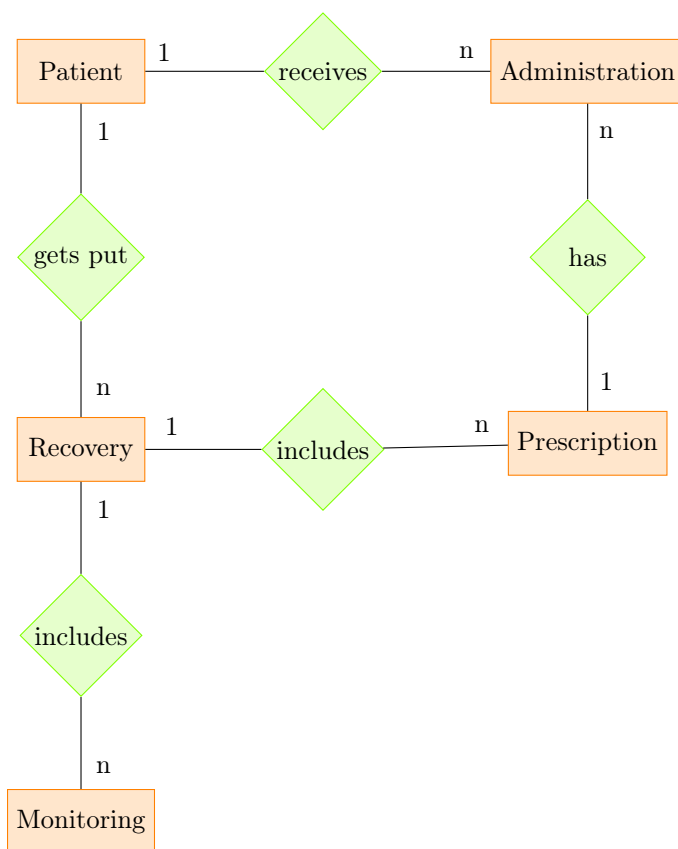 1
n
Patient
receives
Administration
1
n
gets put
has
n
1
1
n
Recovery
includes
Prescription
1
includes
n
Monitoring